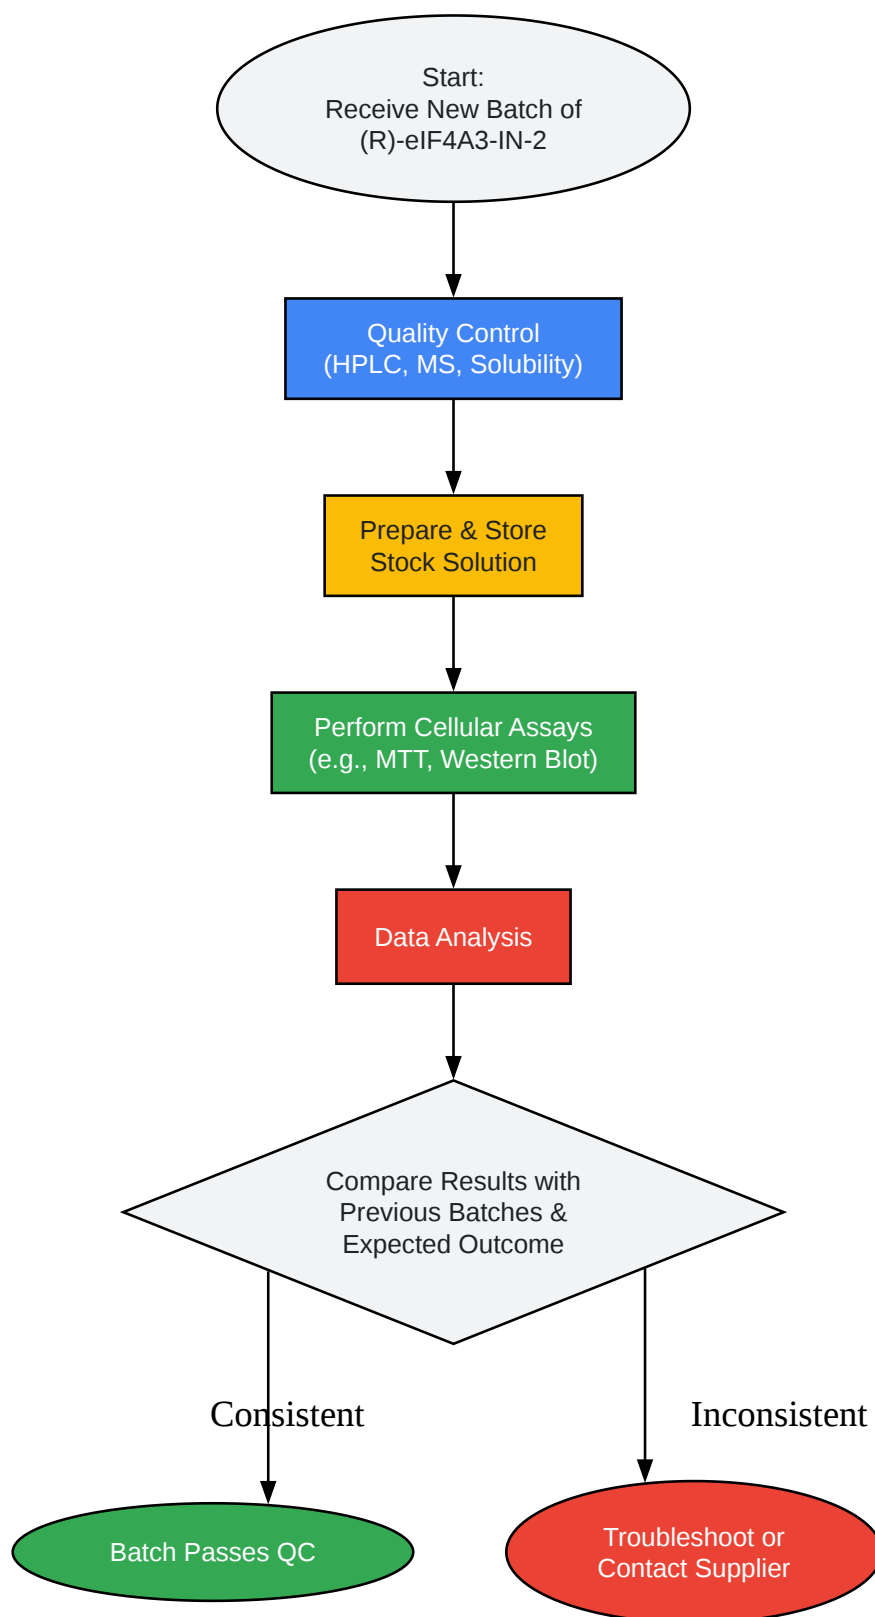 Start:
Receive New Batch of
(R)-eIF4A3-IN-2
Quality Control
(HPLC, MS, Solubility)
Prepare & Store
Stock Solution
Perform Cellular Assays
(e.g., MTT, Western Blot)
Data Analysis
Compare Results with
Previous Batches &
Expected Outcome
Consistent
Inconsistent
Batch Passes QC
Troubleshoot or
Contact Supplier